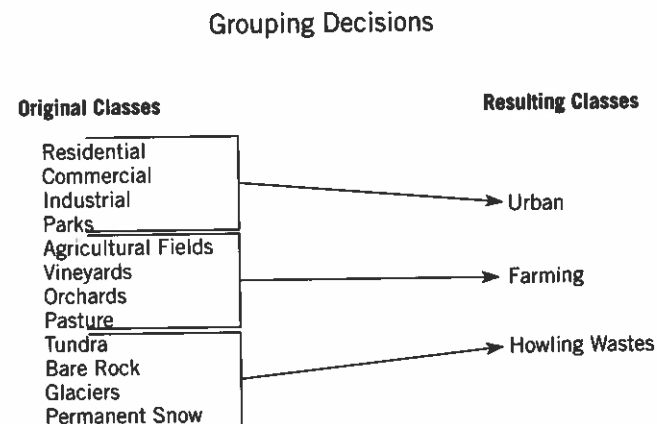 Grouping Decisions
Original Classes
Resulting Classes
Residential
Commercial
Industrial
Parks
Agricultural Fields
Vineyards
Orchards
Pasture
Tundra
Bare Rock
Glaciers
Permanent Snow
Urban
Farming
Howling Wastes